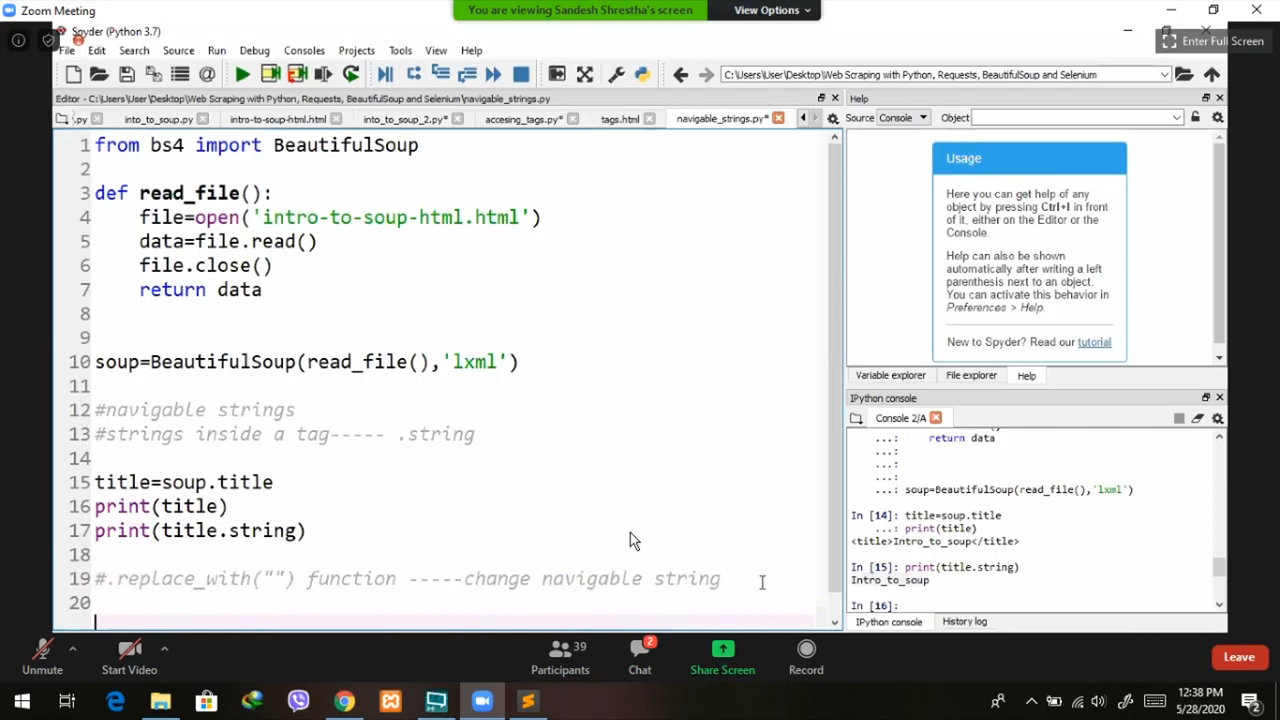 Zoom Meeting
You are viewing Sandesh Shrestha's screen
View Options
Spyder (Python 3.7)
Enter Full Screen
File Edit Search Source Run Debug Consoles Projects Tools View Help
C:\Users\User\Desktop\Web Scraping with Python, Requests, BeautifulSoup and Selenium
Editor - C:\Users\User\Desktop\Web Scraping with Python, Requests, BeautifulSoup and Selenium\navigable_strings.py
Help
.py into_to_soup.py intro-to-soup-html.html into_to_soup_2.py* accesing_tags.py* tags.html navigable_strings.py*
Source Console Object
1 from bs4 import BeautifulSoup
2
3 def read_file():
4 file=open('intro-to-soup-html.html')
5 data=file.read()
6 file.close()
7 return data
8
9
10 soup=BeautifulSoup(read_file(),'lxml')
11
12 #navigable strings
13 #strings inside a tag----- .string
14
15 title=soup.title
16 print(title)
17 print(title.string)
18
19 #.replace_with("") function -----change navigable string
20
Usage
Here you can get help of any
object by pressing Ctrl+I in front
of it, either on the Editor or the
Console.
Help can also be shown
automatically after writing a left
parenthesis next to an object.
You can activate this behavior in
Preferences > Help.
New to Spyder? Read our tutorial
Variable explorer File explorer Help
IPython console
Console 2/A
...: return data
...:
...:
...:
...: soup=BeautifulSoup(read_file(),'lxml')
In [14]: title=soup.title
...: print(title)
<title>Intro_to_soup</title>
In [15]: print(title.string)
Intro_to_soup
In [16]:
IPython console History log
Unmute
Start Video
39
Participants
2
Chat
Share Screen
Record
Leave
12:38 PM
5/28/2020
2